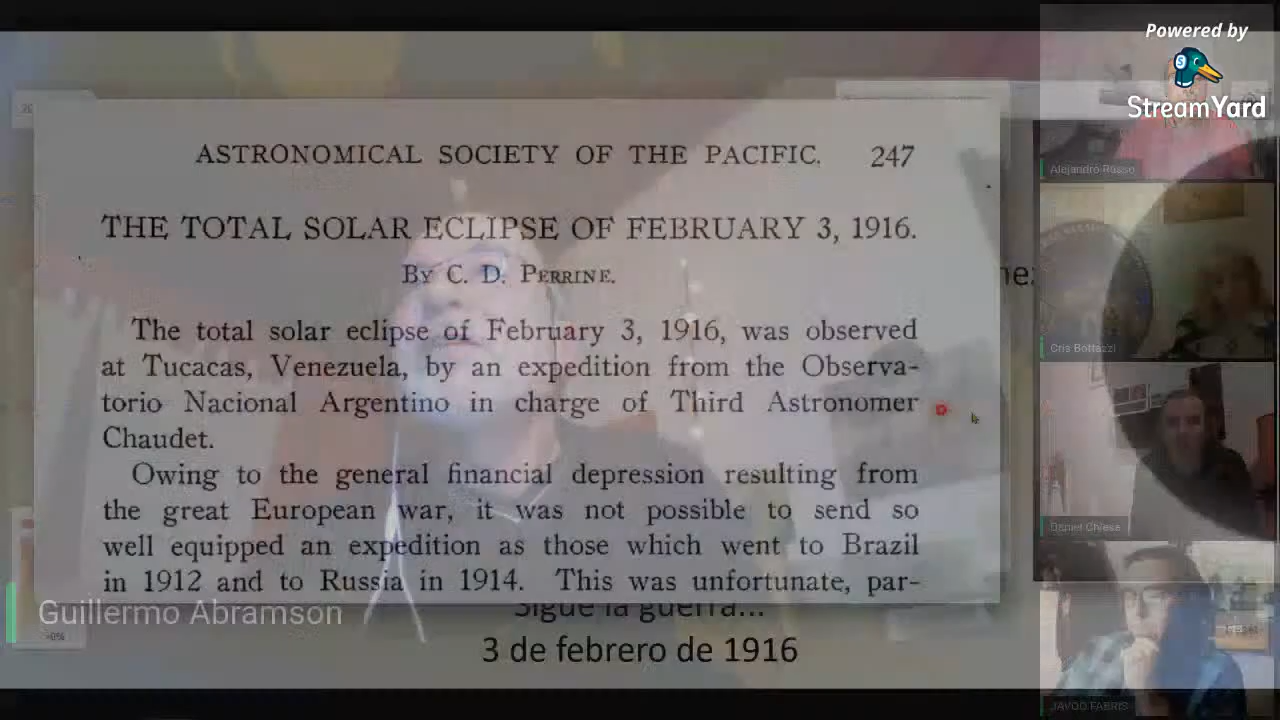 Powered by
StreamYard
ASTRONOMICAL SOCIETY OF THE PACIFIC. 247
THE TOTAL SOLAR ECLIPSE OF FEBRUARY 3, 1916.
By C. D. Perrine.
The total solar eclipse of February 3, 1916, was observed
at Tucacas, Venezuela, by an expedition from the Observa-
torio Nacional Argentino in charge of Third Astronomer
Chaudet.
Owing to the general financial depression resulting from
the great European war, it was not possible to send so
well equipped an expedition as those which went to Brazil
in 1912 and to Russia in 1914. This was unfortunate, par-
Sigue la guerra...
3 de febrero de 1916
Guillermo Abramson
Alejandro Russo
Cris Bottazzi
Daniel Chiesa
JAVOO FABRIS